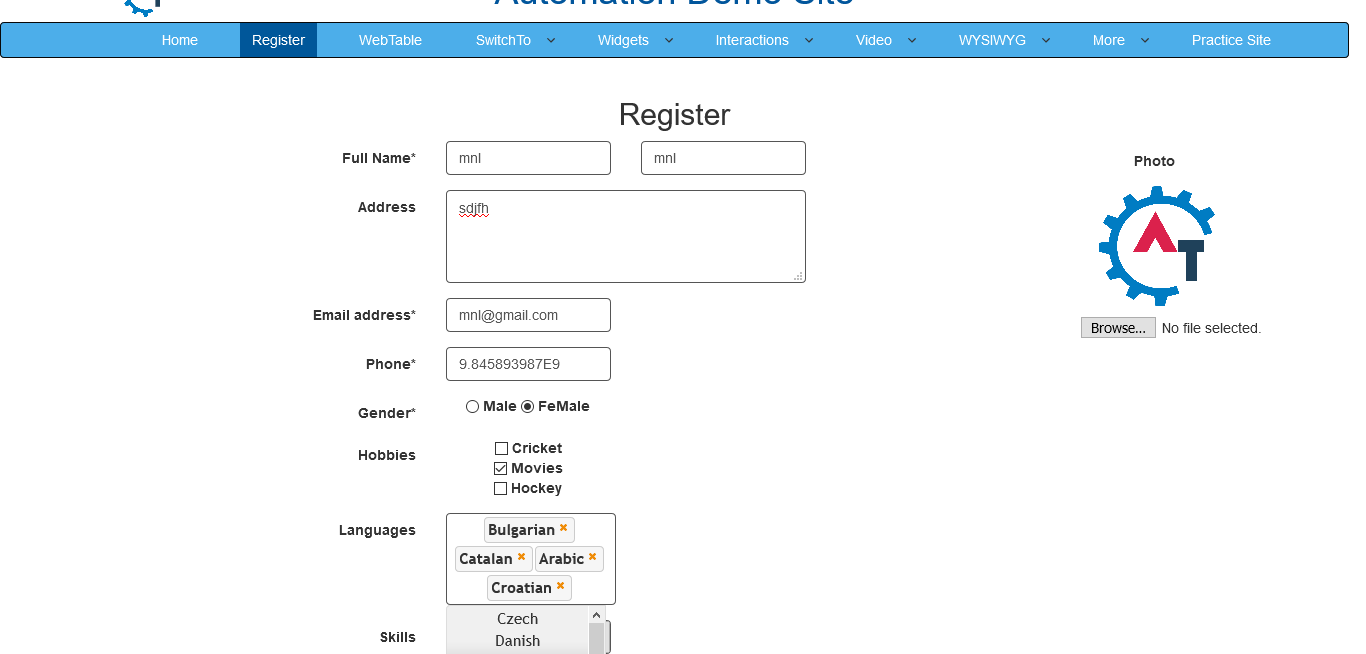 Automation Demo Site
Home Register WebTable SwitchTo Widgets Interactions Video WYSIWYG More Practice Site
Register
Full Name* mnl mnl
Photo
Address sdjfh
AT
Email address* mnl@gmail.com
Browse... No file selected.
Phone* 9.845893987E9
Gender* Male FeMale
Hobbies Cricket
Movies
Hockey
Languages Bulgarian
Catalan Arabic
Croatian
Czech
Skills Danish